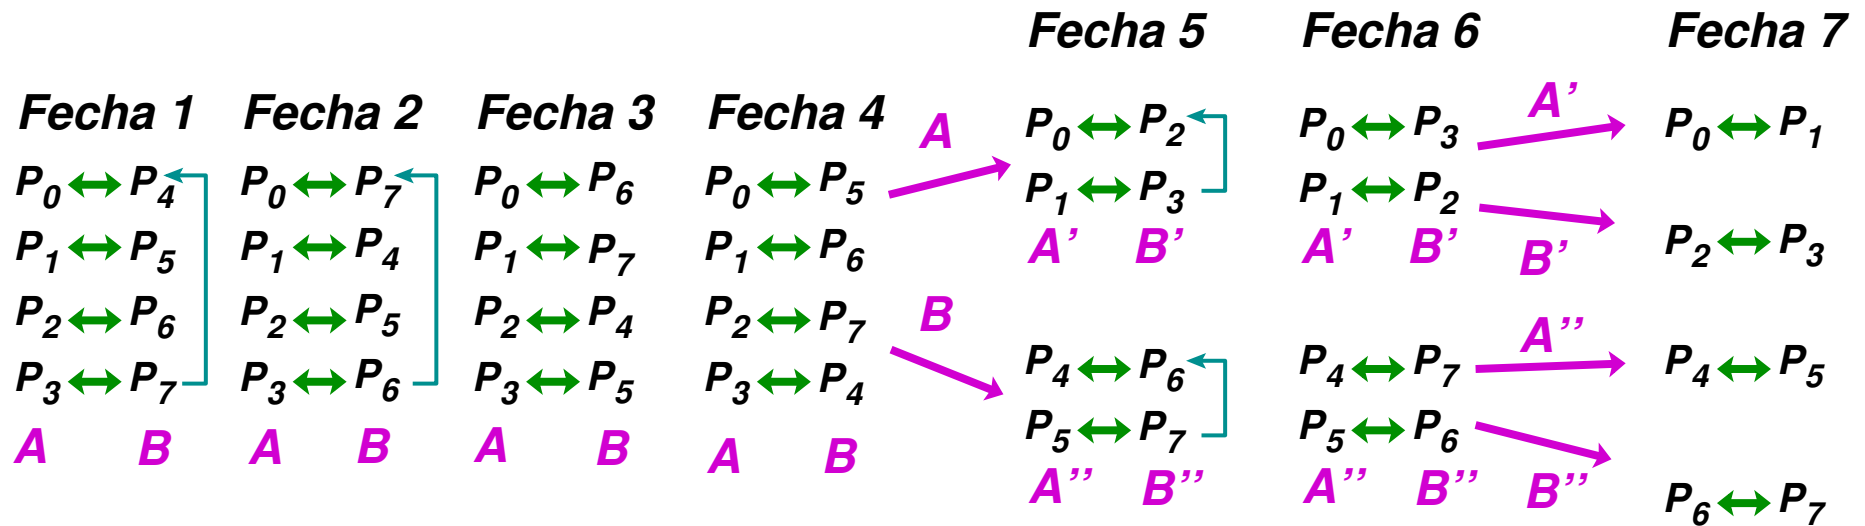 Fecha 1
P0 P4
P1 P5
P2 P6
P3 P7
A B
Fecha 2
P0 P7
P1 P4
P2 P5
P3 P6
A B
Fecha 3
P0 P6
P1 P7
P2 P4
P3 P5
A B
Fecha 4
P0 P5
P1 P6
P2 P7
P3 P4
A B
A
B
Fecha 5
P0 P2
P1 P3
A’ B’
P4 P6
P5 P7
A’’ B’’
Fecha 6
P0 P3
P1 P2
A’ B’
P4 P7
P5 P6
A’’ B’’
A’
B’
A’’
B’’
Fecha 7
P0 P1
P2 P3
P4 P5
P6 P7